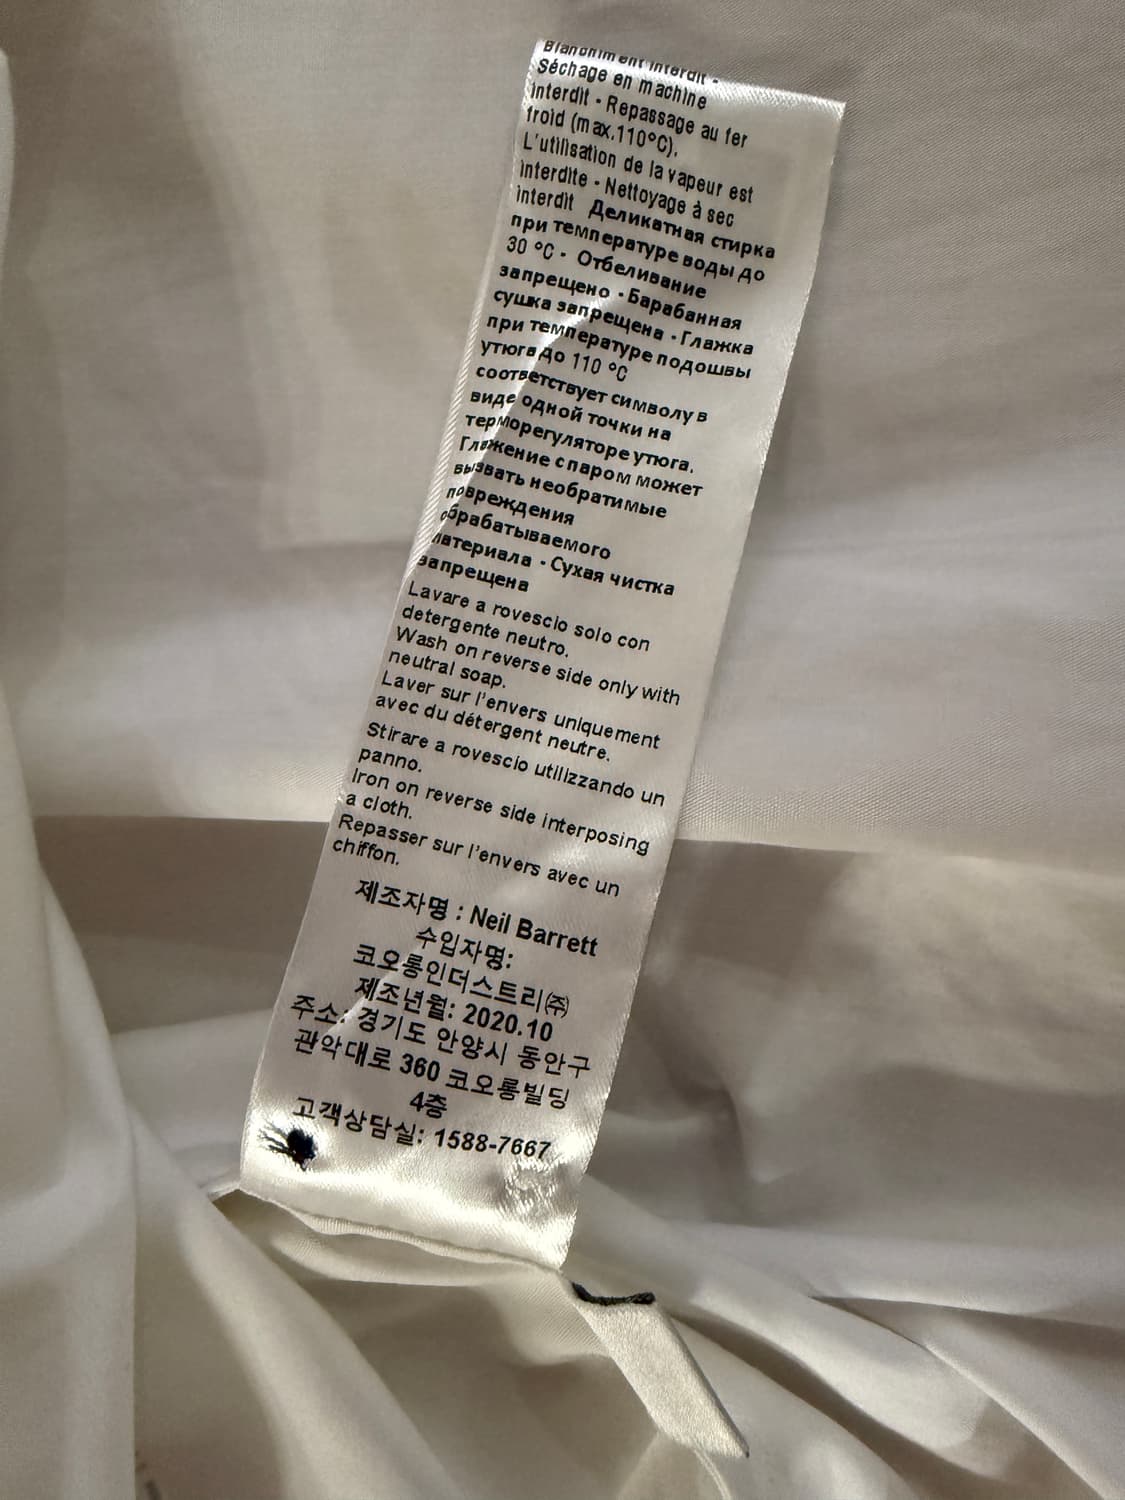 Blanchiment interdit -
Séchage en machine
interdit - Repassage au fer
froid (max.110°C).
L'utilisation de la vapeur est
interdite - Nettoyage à sec
interdit Деликатная стирка
при температуре воды до
30 °C - Отбеливание
запрещено - Барабанная
сушка запрещена - Глажка
при температуре подошвы
утюга до 110 °C
соответствует символу в
виде одной точки на
терморегуляторе утюга.
Глажение с паром может
вызвать необратимые
повреждения
обрабатываемого
материала - Сухая чистка
запрещена
Lavare a rovescio solo con
detergente neutro.
Wash on reverse side only with
neutral soap.
Laver sur l'envers uniquement
avec du détergent neutre.
Stirare a rovescio utilizzando un
panno.
Iron on reverse side interposing
a cloth.
Repasser sur l'envers avec un
chiffon.
제조자명 : Neil Barrett
수입자명:
코오롱인더스트리㈜
제조년월: 2020.10
주소: 경기도 안양시 동안구
관악대로 360 코오롱빌딩
4층
고객상담실: 1588-7667